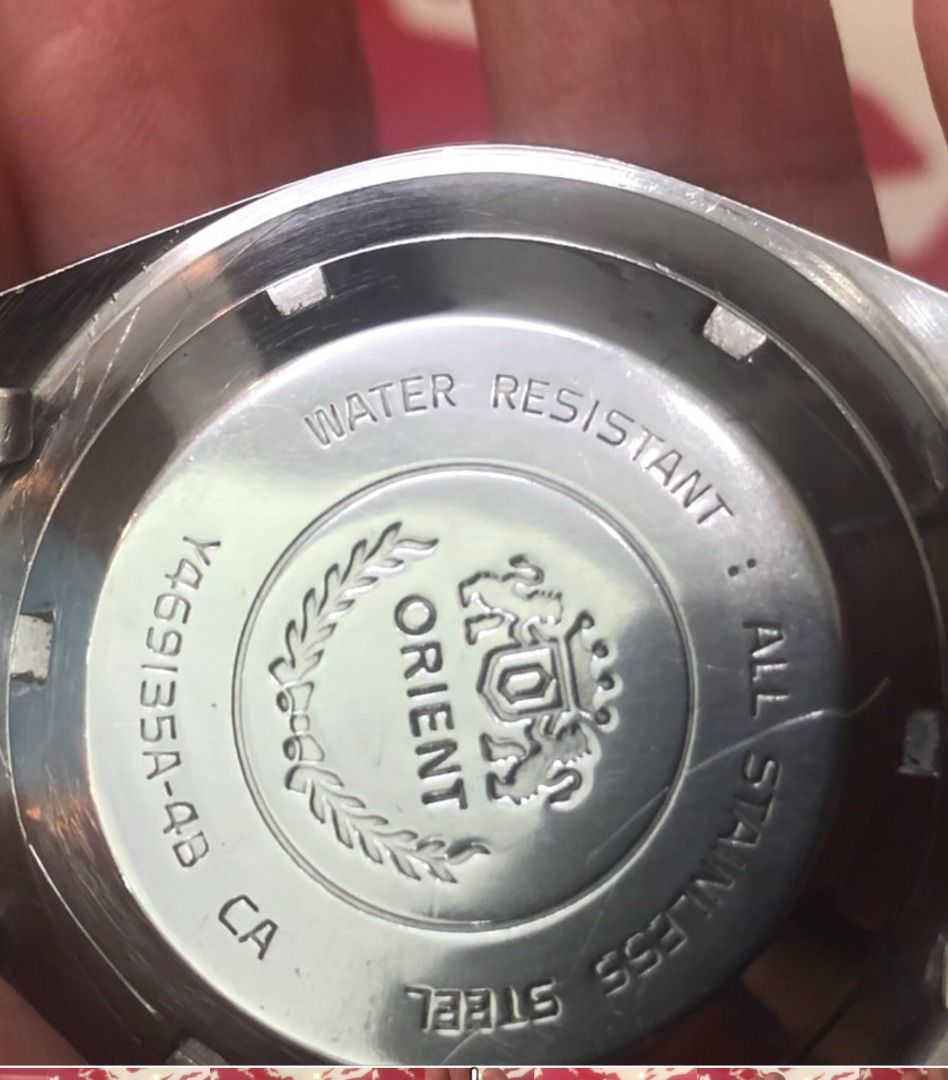 WATER RESISTANT : ALL STAINLESS STEEL
Y469135A-4B CA
ORIENT